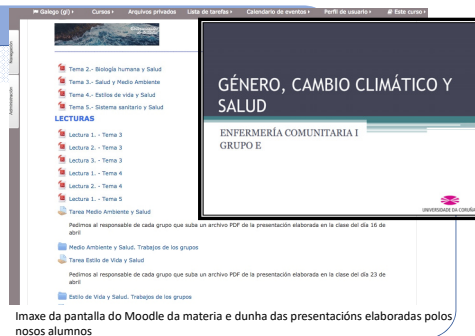 Galego (gl) Cursos Arquivos privados Lista de tarefas Calendario de eventos Perfil de usuario Este curso
Navegación
Administración
Tema 2.- Biología humana y Salud
Tema 3.- Salud y Medio Ambiente
Tema 4.- Estilos de vida y Salud
Tema 5.- Sistema sanitario y Salud
LECTURAS
Lectura 1. - Tema 3
Lectura 2. - Tema 3
Lectura 3. - Tema 3
Lectura 1. - Tema 4
Lectura 2. - Tema 4
Lectura 1. - Tema 5
Tarea Medio Ambiente y Salud
Pedimos al responsable de cada grupo que suba un archivo PDF de la presentación elaborada en la clase del día 16 de
abril
Medio Ambiente y Salud. Trabajos de los grupos
Tarea Estilo de Vida y Salud
Pedimos al responsable de cada grupo que suba un archivo PDF de la presentación elaborada en la clase del día 23 de
abril
Estilo de Vida y Salud. Trabajos de los grupos
GÉNERO, CAMBIO CLIMÁTICO Y
SALUD
ENFERMERÍA COMUNITARIA I
GRUPO E
UNIVERSIDADE DA CORUÑA
Imaxe da pantalla do Moodle da materia e dunha das presentacións elaboradas polos
nosos alumnos